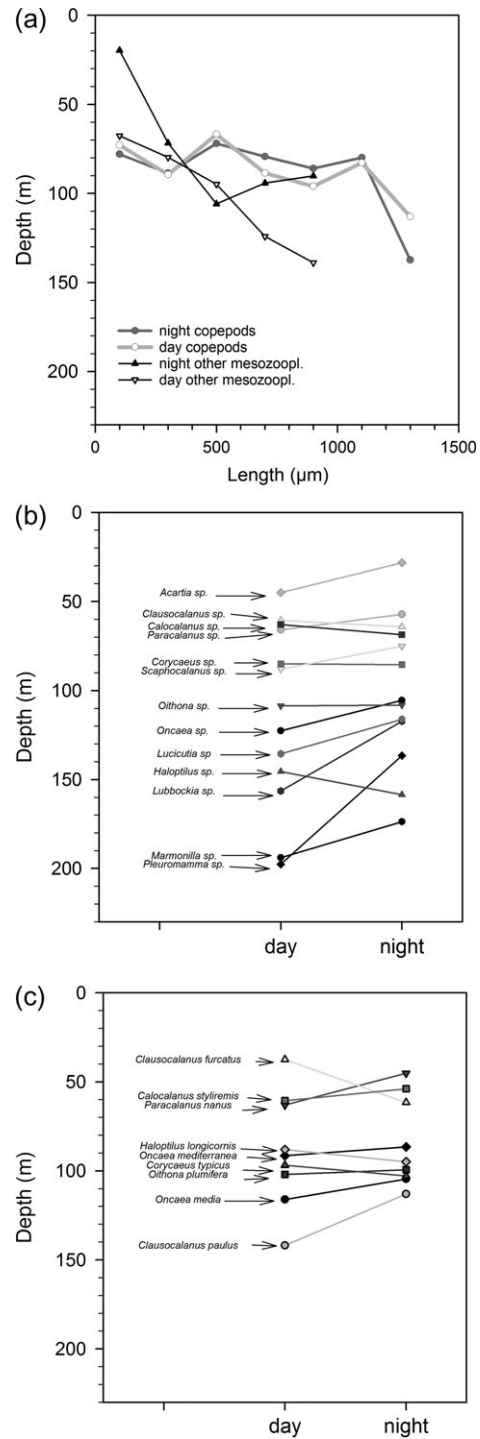 (a)
0
50
100
150
200
Depth (m)
night copepods
day copepods
night other mesozoopl.
day other mesozoopl.
0 500 1000 1500
Length (µm)
(b)
0
50
100
150
200
Depth (m)
Acartia sp.
Clausocalanus sp.
Calocalanus sp.
Paracalanus sp.
Corycaeus sp.
Scaphocalanus sp.
Oithona sp.
Oncaea sp.
Lucicutia sp
Haloptilus sp.
Lubbockia sp.
Marmonilla sp.
Pleuromamma sp.
day night
(c)
0
50
100
150
200
Depth (m)
Clausocalanus furcatus
Calocalanus styliremis
Paracalanus nanus
Haloptilus longicornis
Oncaea mediterranea
Corycaeus typicus
Oithona plumifera
Oncaea media
Clausocalanus paulus
day night